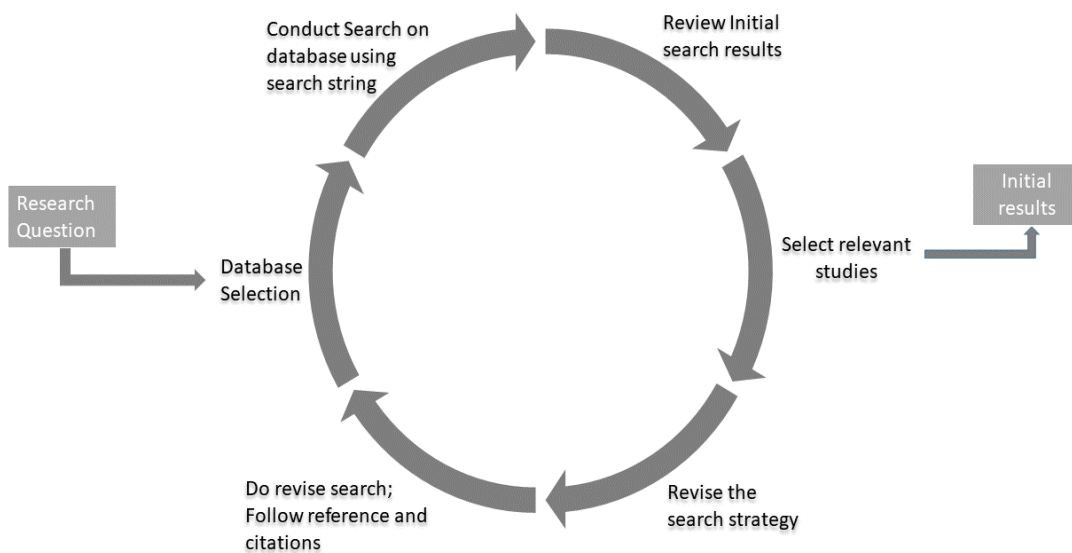 Conduct Search on
database using
search string
Review Initial
search results
Research
Question
Initial
results
Database
Selection
Select relevant
studies
Do revise search;
Follow reference and
citations
Revise the
search strategy